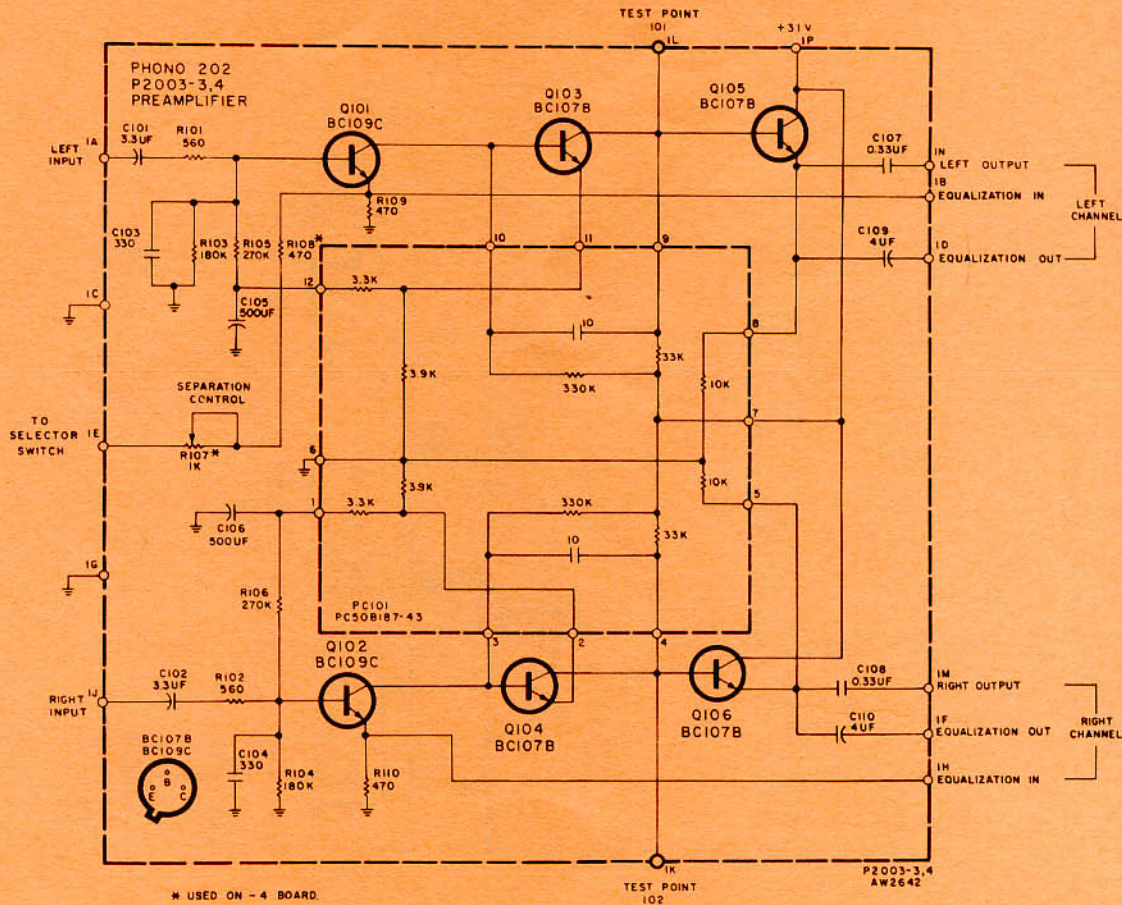 TEST POINT
101
1L
+31V
1P
PHONO 202
P2003-3,4
PREAMPLIFIER
Q101
BC109C
Q103
BC107B
Q105
BC107B
LEFT
INPUT
1A
C101
3.3UF
R101
560
C107
0.33UF
1N
LEFT OUTPUT
1B
EQUALIZATION IN
LEFT
CHANNEL
C109
4UF
1D
EQUALIZATION OUT
C103
330
R103
180K
R105
270K
R108*
470
R109
470
10
11
9
12
3.3K
1C
C105
500UF
10
8
33K
3.9K
330K
10K
SEPARATION
CONTROL
TO
SELECTOR
SWITCH
1E
R107*
1K
7
6
3.9K
10K
1
3.3K
330K
5
C106
500UF
10
33K
1G
R106
270K
PC101
PC50B187-43
3
2
4
Q102
BC109C
Q104
BC107B
Q106
BC107B
RIGHT
INPUT
1J
C102
3.3UF
R102
560
C108
0.33UF
1M
RIGHT OUTPUT
C110
4UF
1F
EQUALIZATION OUT
RIGHT
CHANNEL
1H
EQUALIZATION IN
BC107B
BC109C
B
E
C
C104
330
R104
180K
R110
470
1K
TEST POINT
102
P2003-3,4
AW2642
* USED ON -4 BOARD.